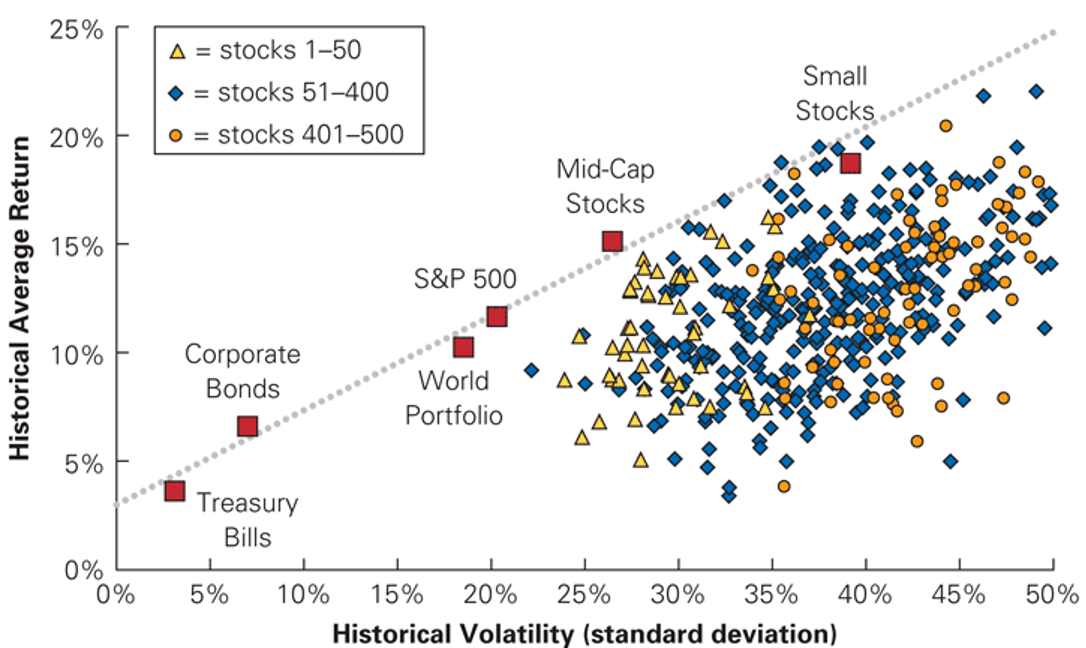 25%
20%
15%
10%
5%
0%
Historical Average Return
= stocks 1–50
= stocks 51–400
= stocks 401–500
Small
Stocks
Mid-Cap
Stocks
S&P 500
World
Portfolio
Corporate
Bonds
Treasury
Bills
0% 5% 10% 15% 20% 25% 30% 35% 40% 45% 50%
Historical Volatility (standard deviation)